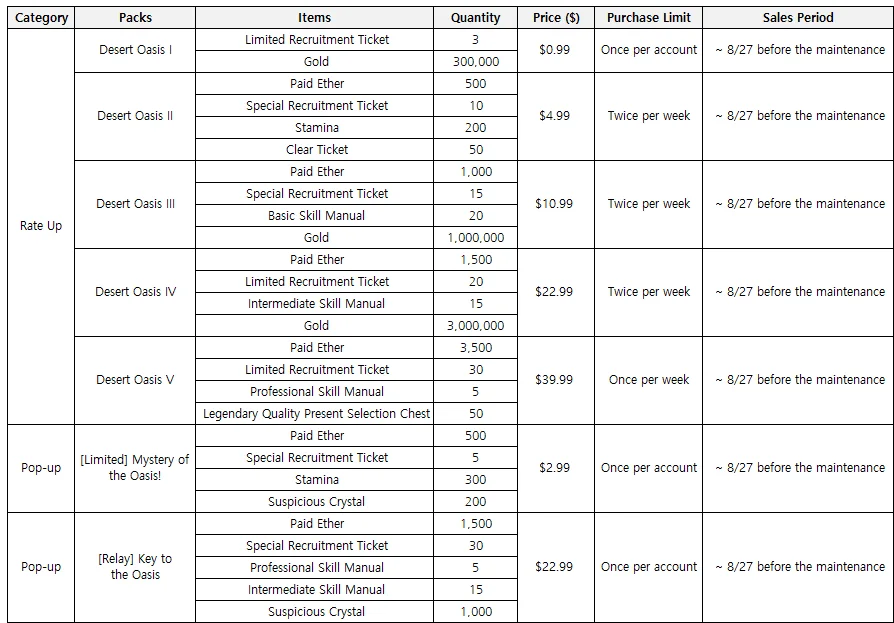 Category Packs Items Quantity Price ($) Purchase Limit Sales Period
Rate Up
Desert Oasis I
Limited Recruitment Ticket 3
Gold 300,000
$0.99 Once per account ~ 8/27 before the maintenance
Desert Oasis II
Paid Ether 500
Special Recruitment Ticket 10
Stamina 200
Clear Ticket 50
$4.99 Twice per week ~ 8/27 before the maintenance
Desert Oasis III
Paid Ether 1,000
Special Recruitment Ticket 15
Basic Skill Manual 20
Gold 1,000,000
$10.99 Twice per week ~ 8/27 before the maintenance
Desert Oasis IV
Paid Ether 1,500
Limited Recruitment Ticket 20
Intermediate Skill Manual 15
Gold 3,000,000
$22.99 Twice per week ~ 8/27 before the maintenance
Desert Oasis V
Paid Ether 3,500
Limited Recruitment Ticket 30
Professional Skill Manual 5
Legendary Quality Present Selection Chest 50
$39.99 Once per week ~ 8/27 before the maintenance
Pop-up
[Limited] Mystery of
the Oasis!
Paid Ether 500
Special Recruitment Ticket 5
Stamina 300
Suspicious Crystal 200
$2.99 Once per account ~ 8/27 before the maintenance
Pop-up
[Relay] Key to
the Oasis
Paid Ether 1,500
Special Recruitment Ticket 30
Professional Skill Manual 5
Intermediate Skill Manual 15
Suspicious Crystal 1,000
$22.99 Once per account ~ 8/27 before the maintenance